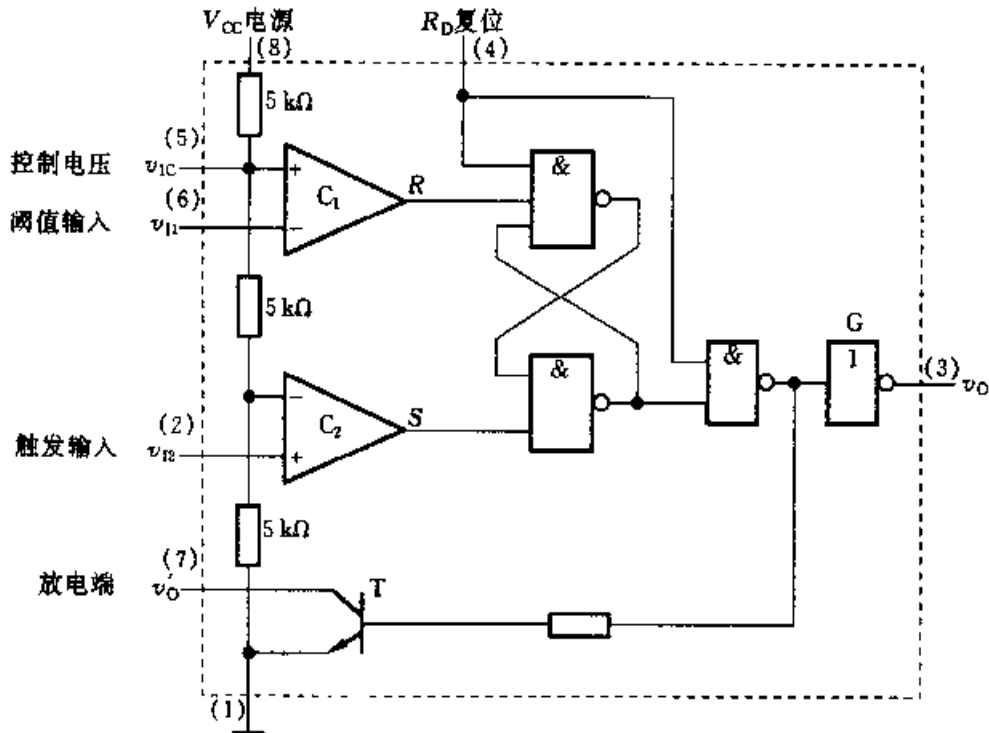 V_CC电源
(8)
R_D复位
(4)
5 kΩ
(5)
控制电压 v_IC
(6)
阈值输入 v_I1
+
C₁
−
R
&
5 kΩ
G
&
&
1
(3)
v_O
−
C₂
+
S
(2)
触发输入 v_I2
5 kΩ
(7)
放电端 v'_O
T
(1)